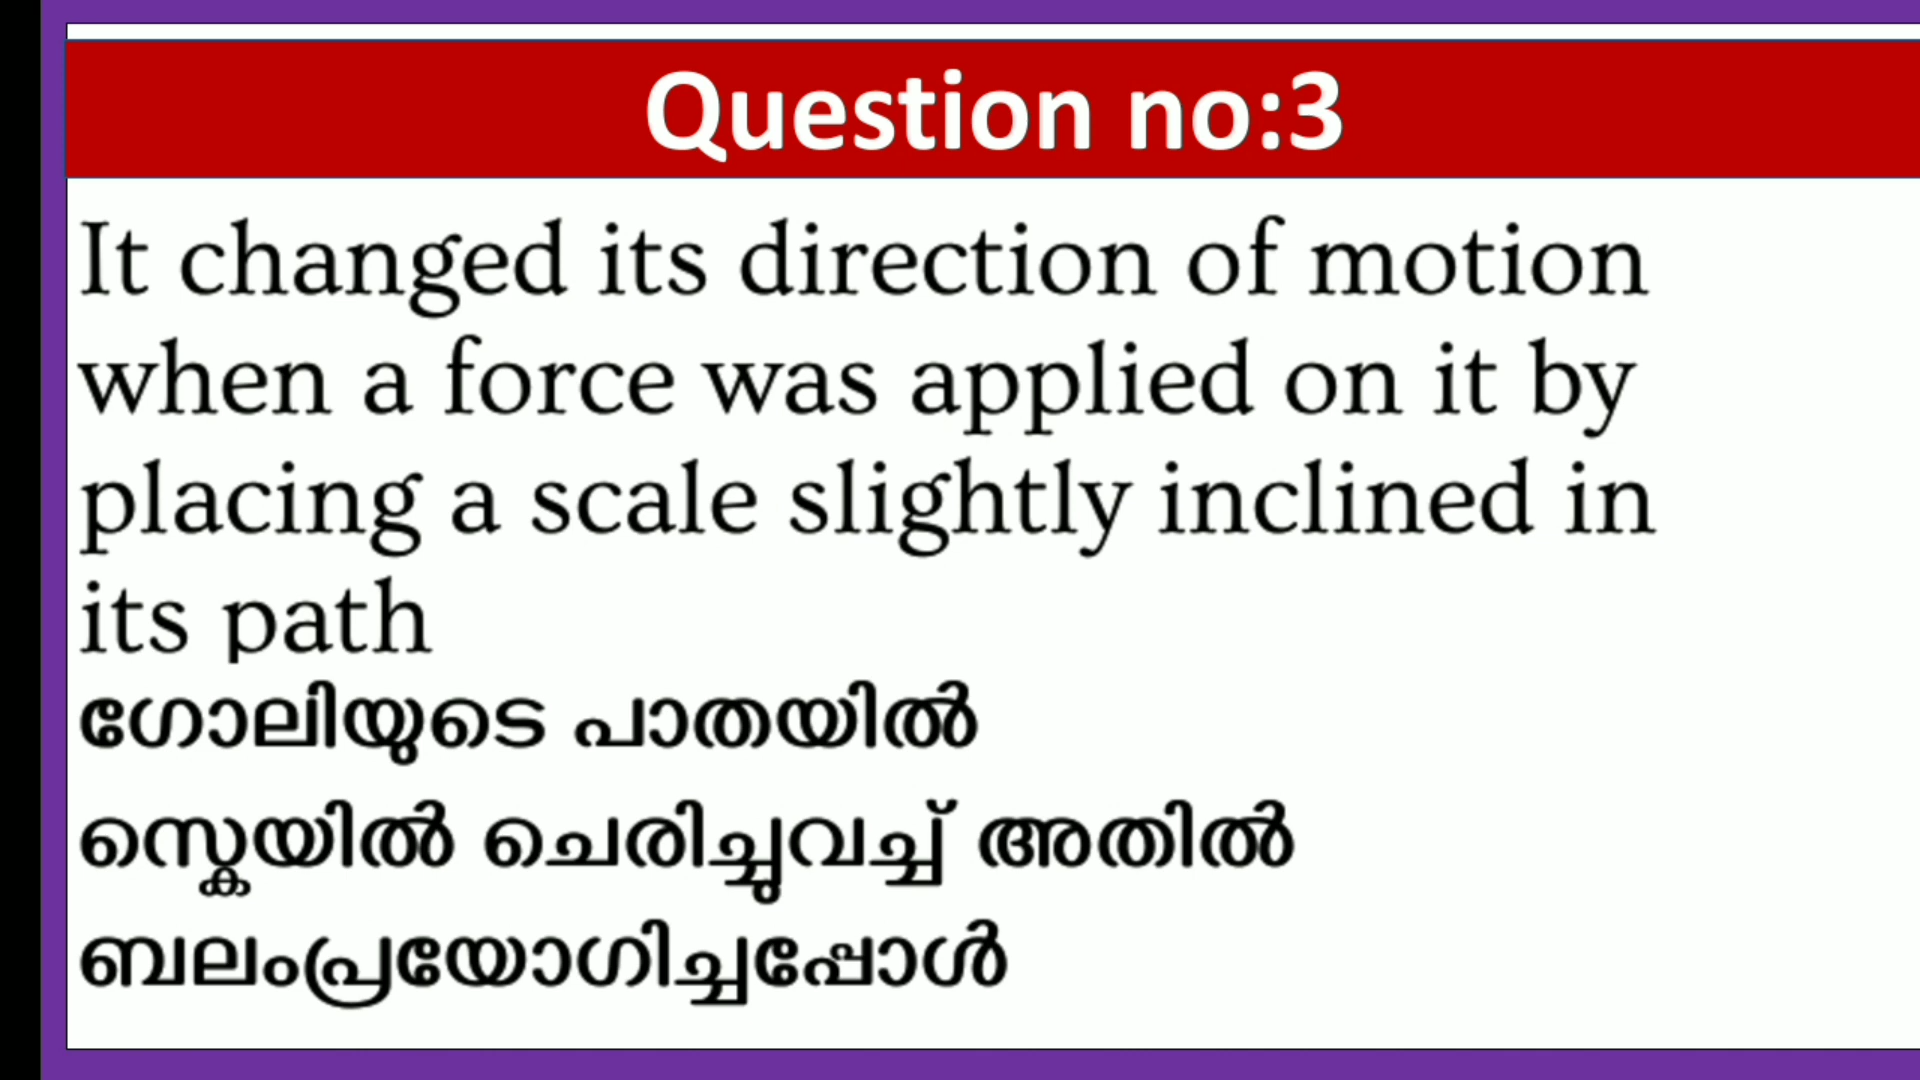 Question no:3
It changed its direction of motion
when a force was applied on it by
placing a scale slightly inclined in
its path
ഗോലിയുടെ പാതയിൽ
സ്കെയിൽ ചെരിച്ചുവച്ച് അതിൽ
ബലംപ്രയോഗിച്ചപ്പോൾ